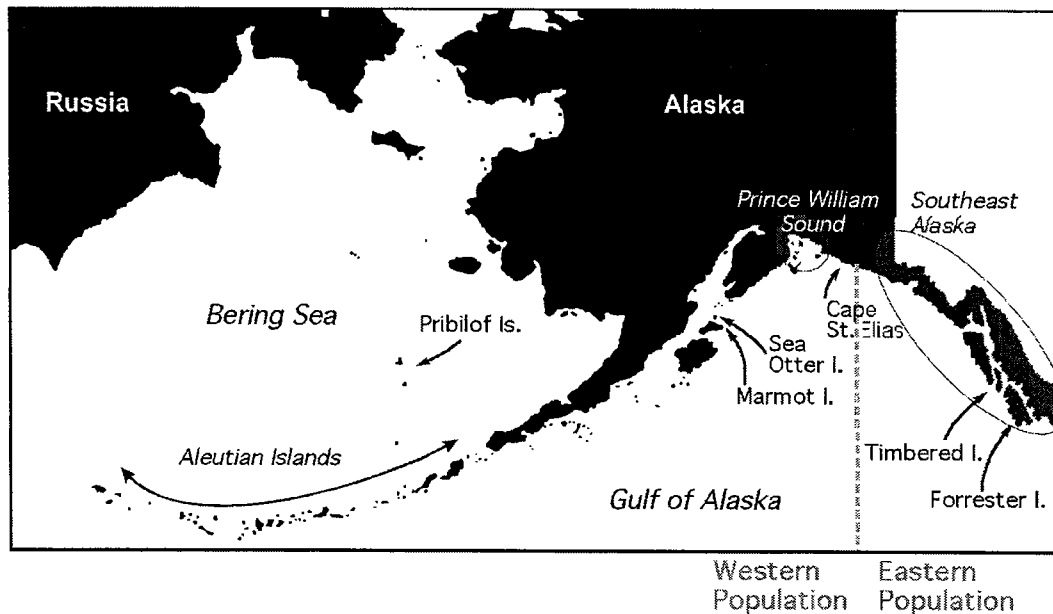 Russia
Alaska
Prince William
Sound
Southeast
Alaska
Bering Sea
Pribilof Is.
Cape
St. Elias
Sea
Otter I.
Marmot I.
Aleutian Islands
Timbered I.
Gulf of Alaska
Forrester I.
Western
Population
Eastern
Population